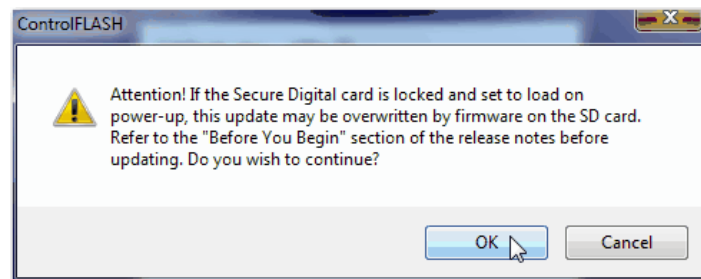 ControlFLASH
Attention! If the Secure Digital card is locked and set to load on
power-up, this update may be overwritten by firmware on the SD card.
Refer to the "Before You Begin" section of the release notes before
updating. Do you wish to continue?
OK
Cancel